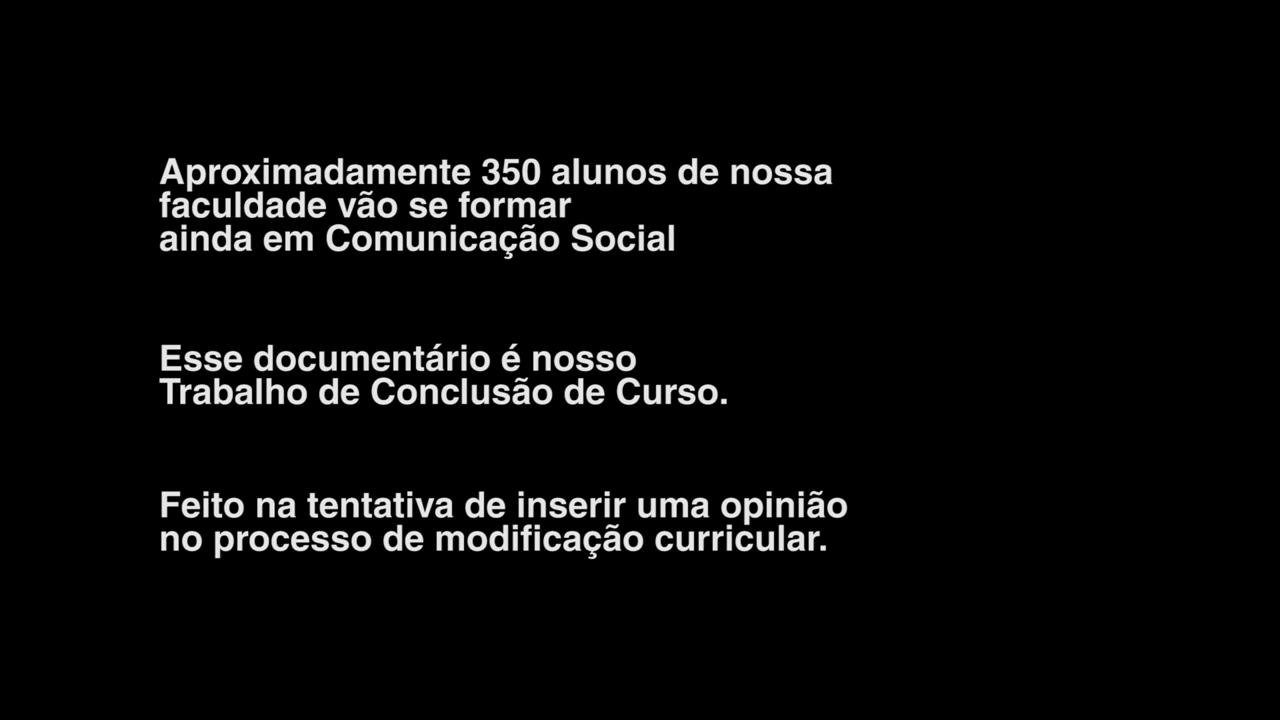 Aproximadamente 350 alunos de nossa
faculdade vão se formar
ainda em Comunicação Social
Esse documentário é nosso
Trabalho de Conclusão de Curso.
Feito na tentativa de inserir uma opinião
no processo de modificação curricular.